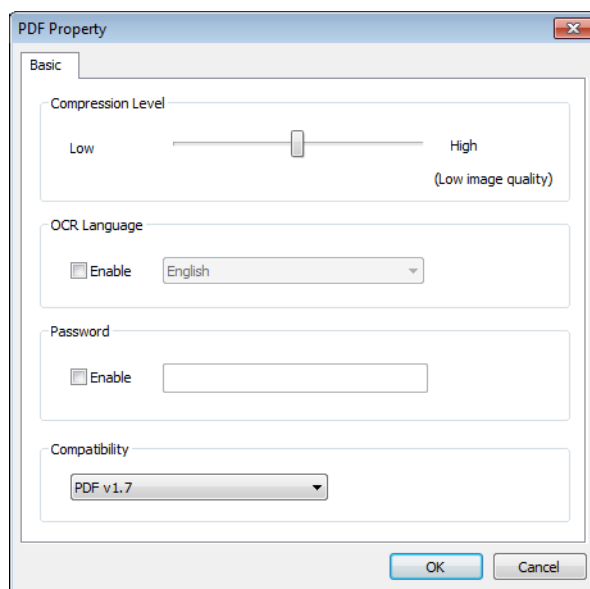 PDF Property
Basic
Compression Level
Low
High
(Low image quality)
OCR Language
Enable
English
Password
Enable
Compatibility
PDF v1.7
OK
Cancel